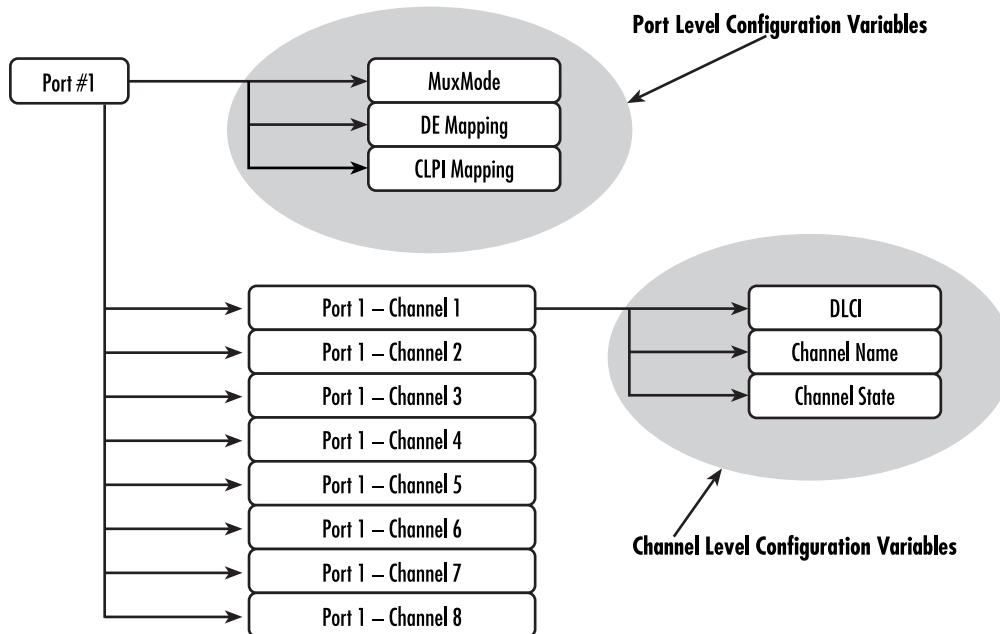 Port Level Configuration Variables
Port #1
MuxMode
DE Mapping
CLPI Mapping
Port 1 – Channel 1
Port 1 – Channel 2
Port 1 – Channel 3
Port 1 – Channel 4
Port 1 – Channel 5
Port 1 – Channel 6
Port 1 – Channel 7
Port 1 – Channel 8
DLCI
Channel Name
Channel State
Channel Level Configuration Variables